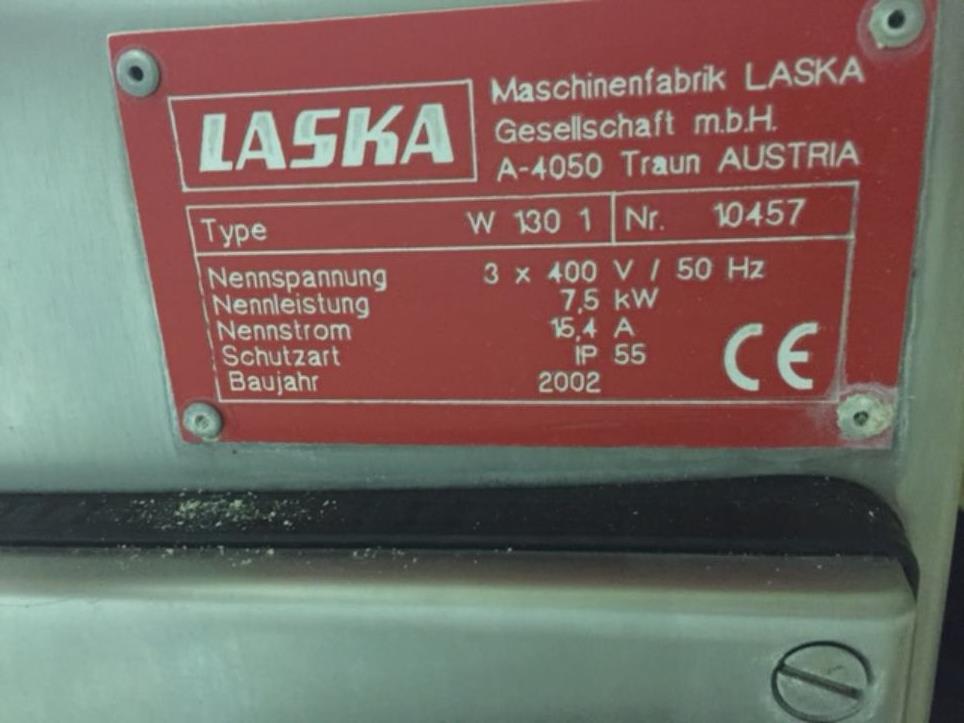 LASKA
Maschinenfabrik LASKA
Gesellschaft m.b.H.
A-4050 Traun AUSTRIA
Type W 130 1 Nr. 10457
Nennspannung 3 x 400 V / 50 Hz
Nennleistung 7,5 kW
Nennstrom 15,4 A
Schutzart IP 55
Baujahr 2002
CE